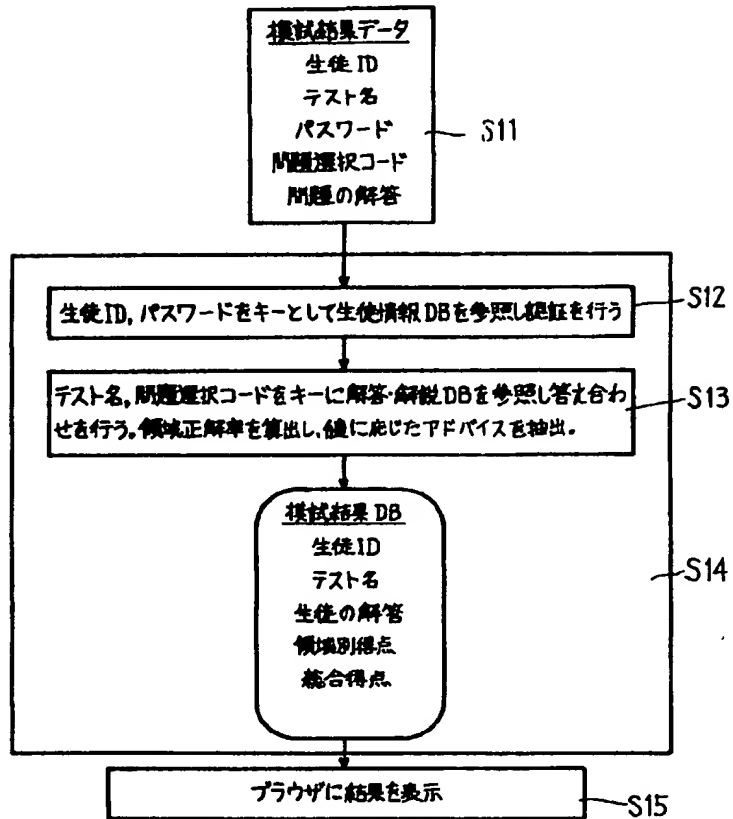 模試結果データ
生徒ID
テスト名
パスワード
問題選択コード
問題の解答
S11
生徒ID,パスワードをキーとして生徒情報DBを参照し認証を行う
S12
テスト名,問題選択コードをキーに解答・解説DBを参照し答え合わ
せを行う。領域正解率を算出し、値に応じたアドバイスを抽出。
S13
模試結果DB
生徒ID
テスト名
生徒の解答
領域別得点
総合得点
S14
ブラウザに結果を表示
S15